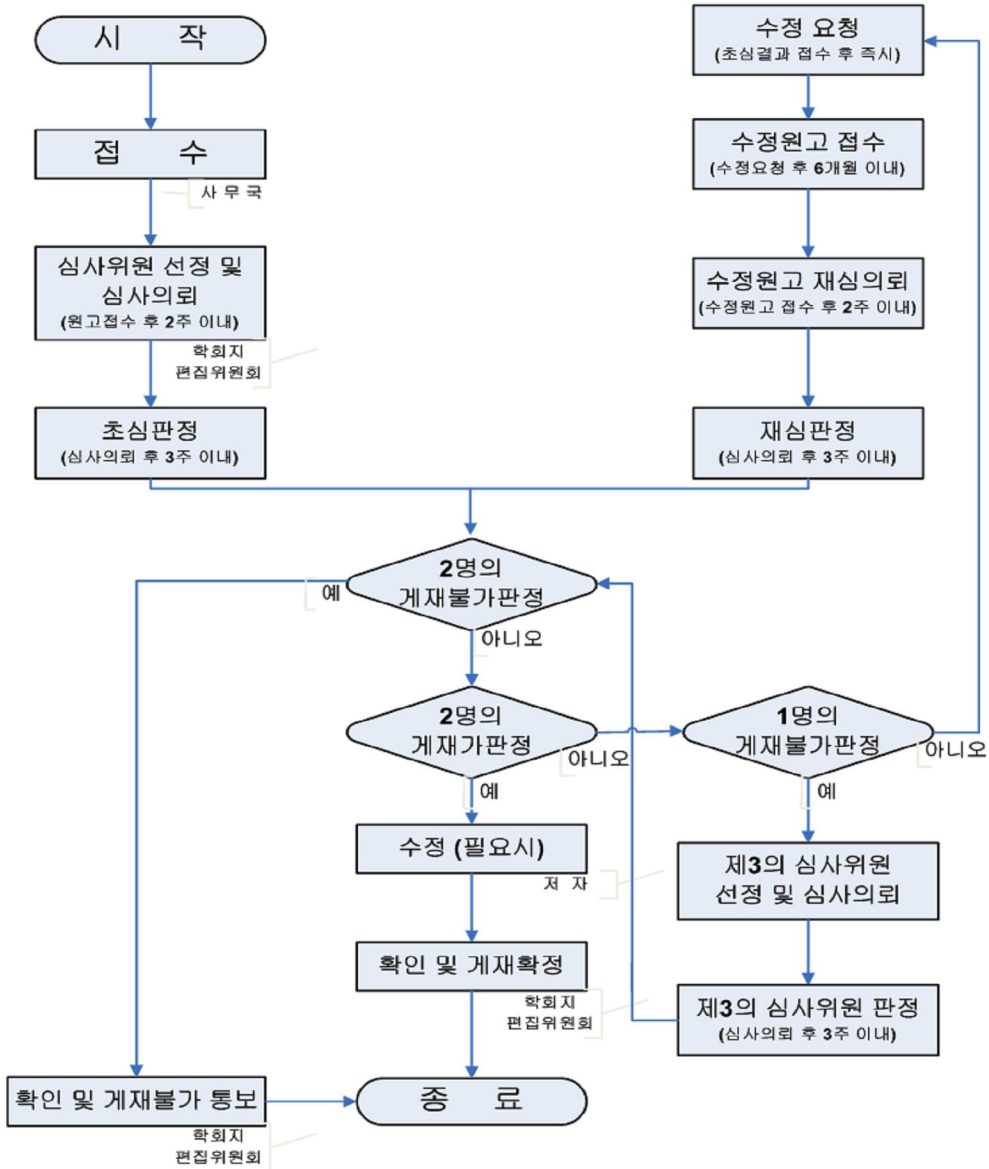 시 작
접 수
사 무 국
심사위원 선정 및
심사의뢰
(원고접수 후 2주 이내)
학회지
편집위원회
초심판정
(심사의뢰 후 3주 이내)
수정 요청
(초심결과 접수 후 즉시)
수정원고 접수
(수정요청 후 6개월 이내)
수정원고 재심의뢰
(수정원고 접수 후 2주 이내)
재심판정
(심사의뢰 후 3주 이내)
2명의
게재불가판정
예
아니오
2명의
게재가판정
아니오
예
1명의
게재불가판정
아니오
예
수정 (필요시)
저 자
제3의 심사위원
선정 및 심사의뢰
확인 및 게재확정
학회지
편집위원회
제3의 심사위원 판정
(심사의뢰 후 3주 이내)
확인 및 게재불가 통보
학회지
편집위원회
종 료